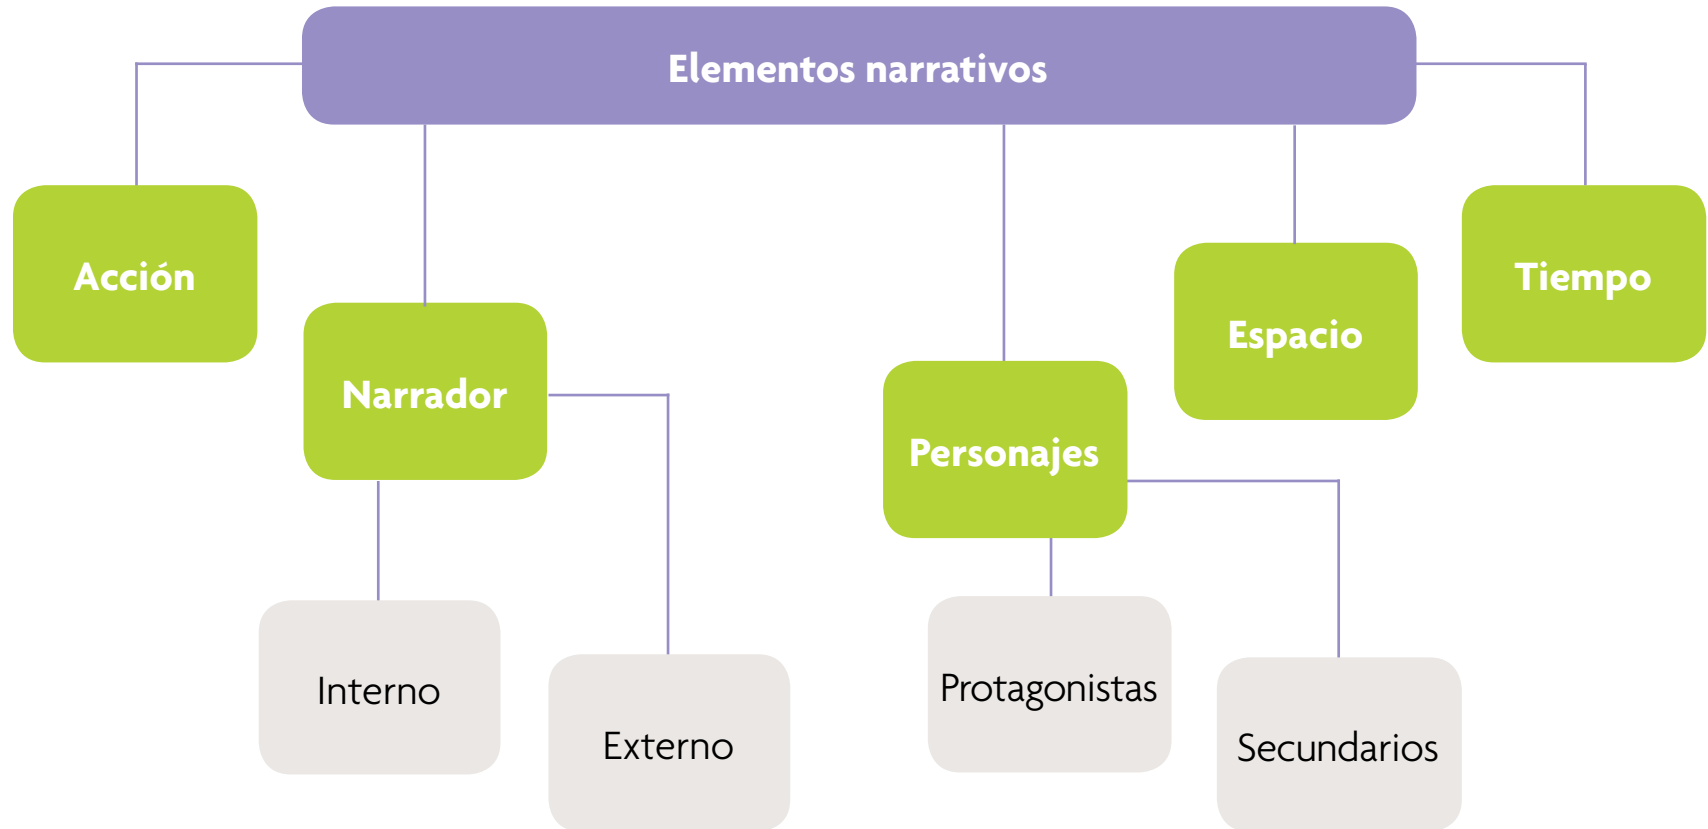 Elementos narrativos
Acción
Narrador
Personajes
Espacio
Tiempo
Interno
Externo
Protagonistas
Secundarios